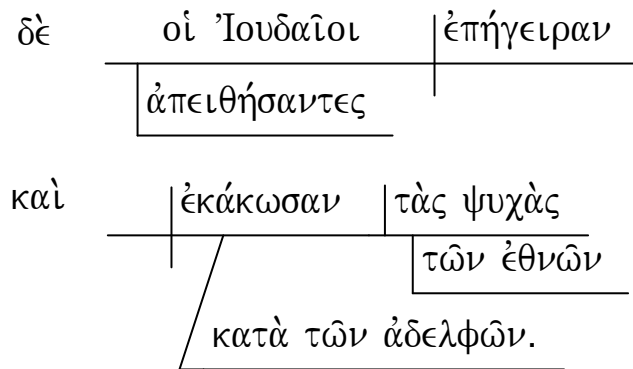 δὲ οἱ Ἰουδαῖοι ἐπήγειραν
ἀπειθήσαντες
καὶ ἐκάκωσαν τὰς ψυχὰς
τῶν ἐθνῶν
κατὰ τῶν ἀδελφῶν.